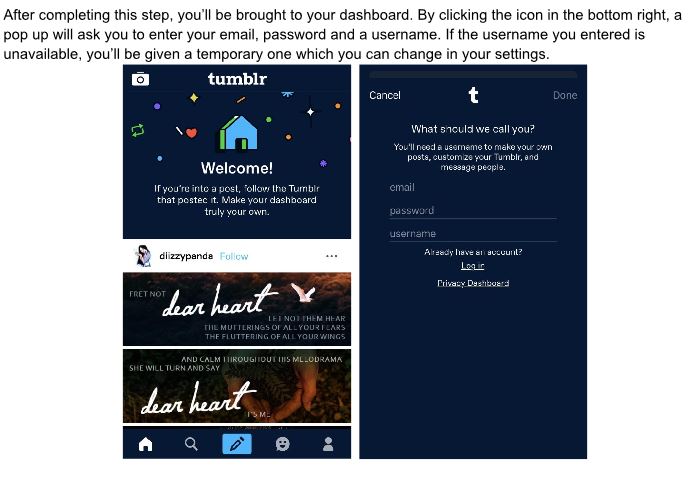 After completing this step, you'll be brought to your dashboard. By clicking the icon in the bottom right, a
pop up will ask you to enter your email, password and a username. If the username you entered is
unavailable, you'll be given a temporary one which you can change in your settings.
tumblr
Welcome!
If you're into a post, follow the Tumblr
that posted it. Make your dashboard
truly your own.
diizzypanda Follow ...
FRET NOT
dear heart
LET NOT THEM HEAR
THE MUTTERINGS OF ALL YOUR FEARS
THE FLUTTERING OF ALL YOUR WINGS
AND CALM THROUGHOUT HIS MELODRAMA
SHE WILL TURN AND SAY
dear heart
IT'S ME
Cancel t Done
What should we call you?
You'll need a username to make your own
posts, customize your Tumblr, and
message people.
email
password
username
Already have an account?
Log in
Privacy Dashboard